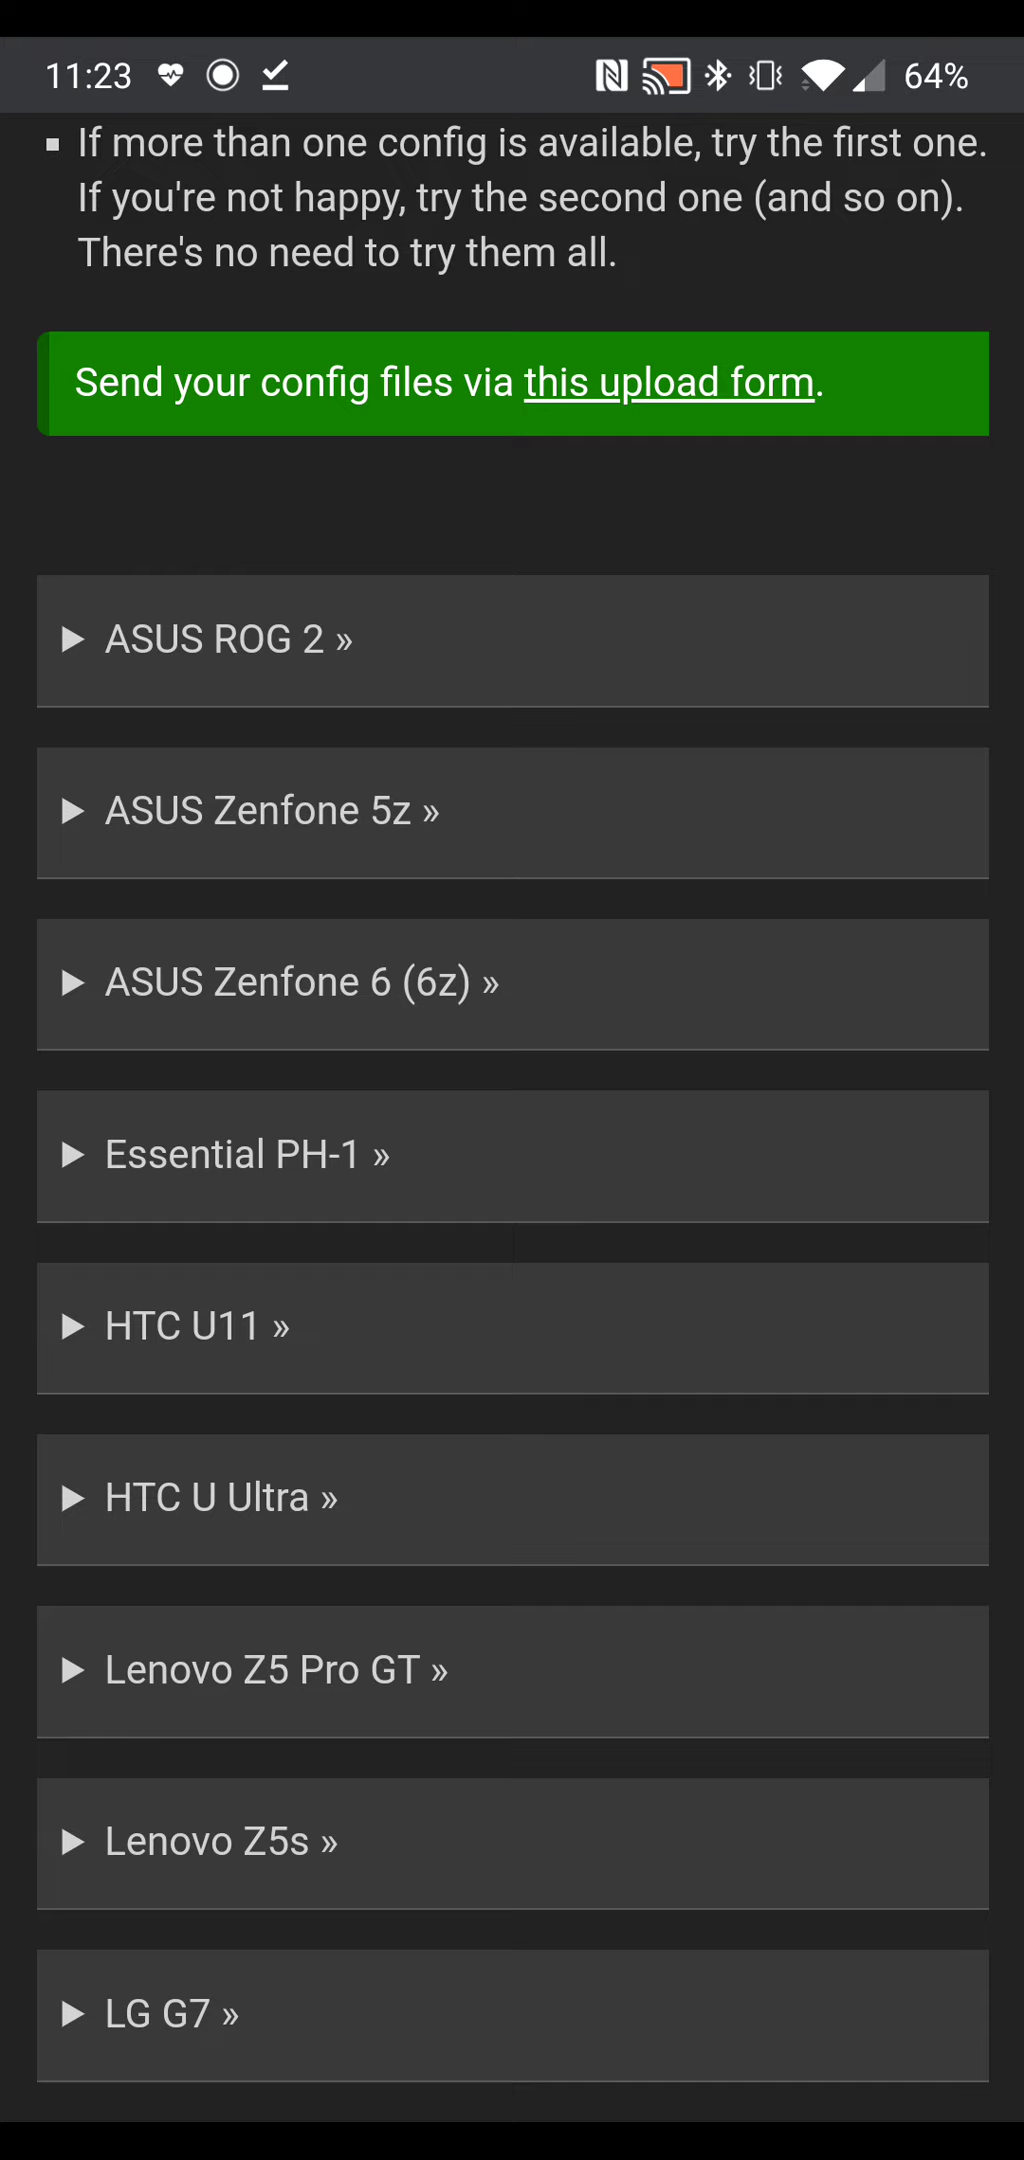 11:23 64%
If more than one config is available, try the first one.
If you're not happy, try the second one (and so on).
There's no need to try them all.
Send your config files via this upload form.
ASUS ROG 2 »
ASUS Zenfone 5z »
ASUS Zenfone 6 (6z) »
Essential PH-1 »
HTC U11 »
HTC U Ultra »
Lenovo Z5 Pro GT »
Lenovo Z5s »
LG G7 »